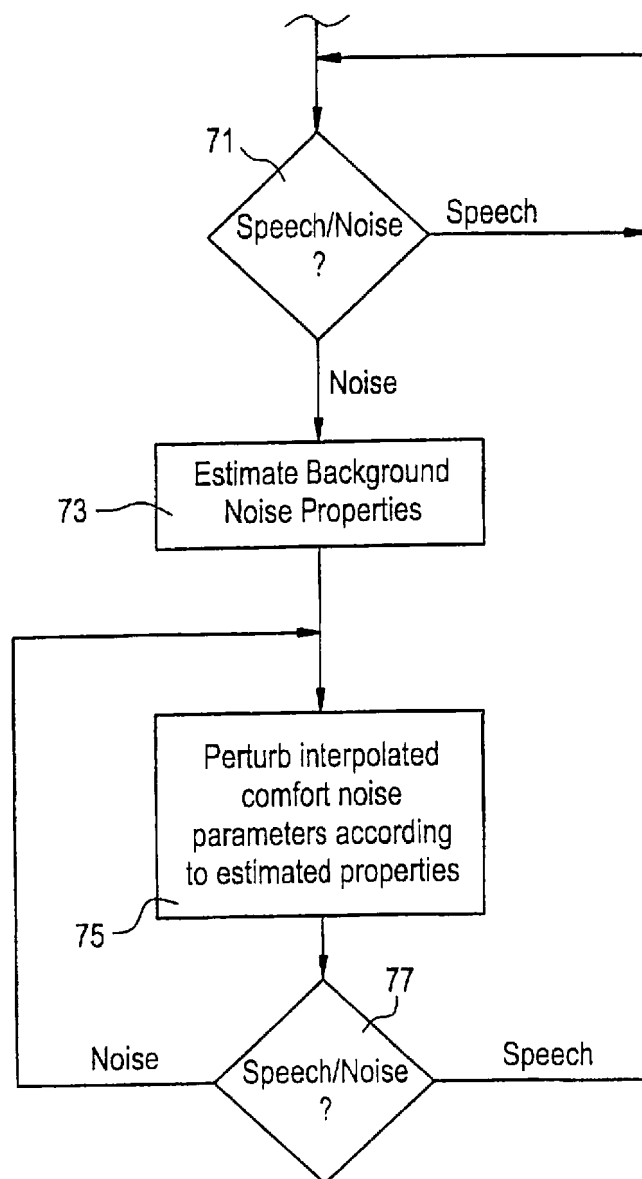 71
Speech/Noise
?
Speech
Noise
Estimate Background
Noise Properties
73
Perturb interpolated
comfort noise
parameters according
to estimated properties
75
77
Noise
Speech/Noise
?
Speech